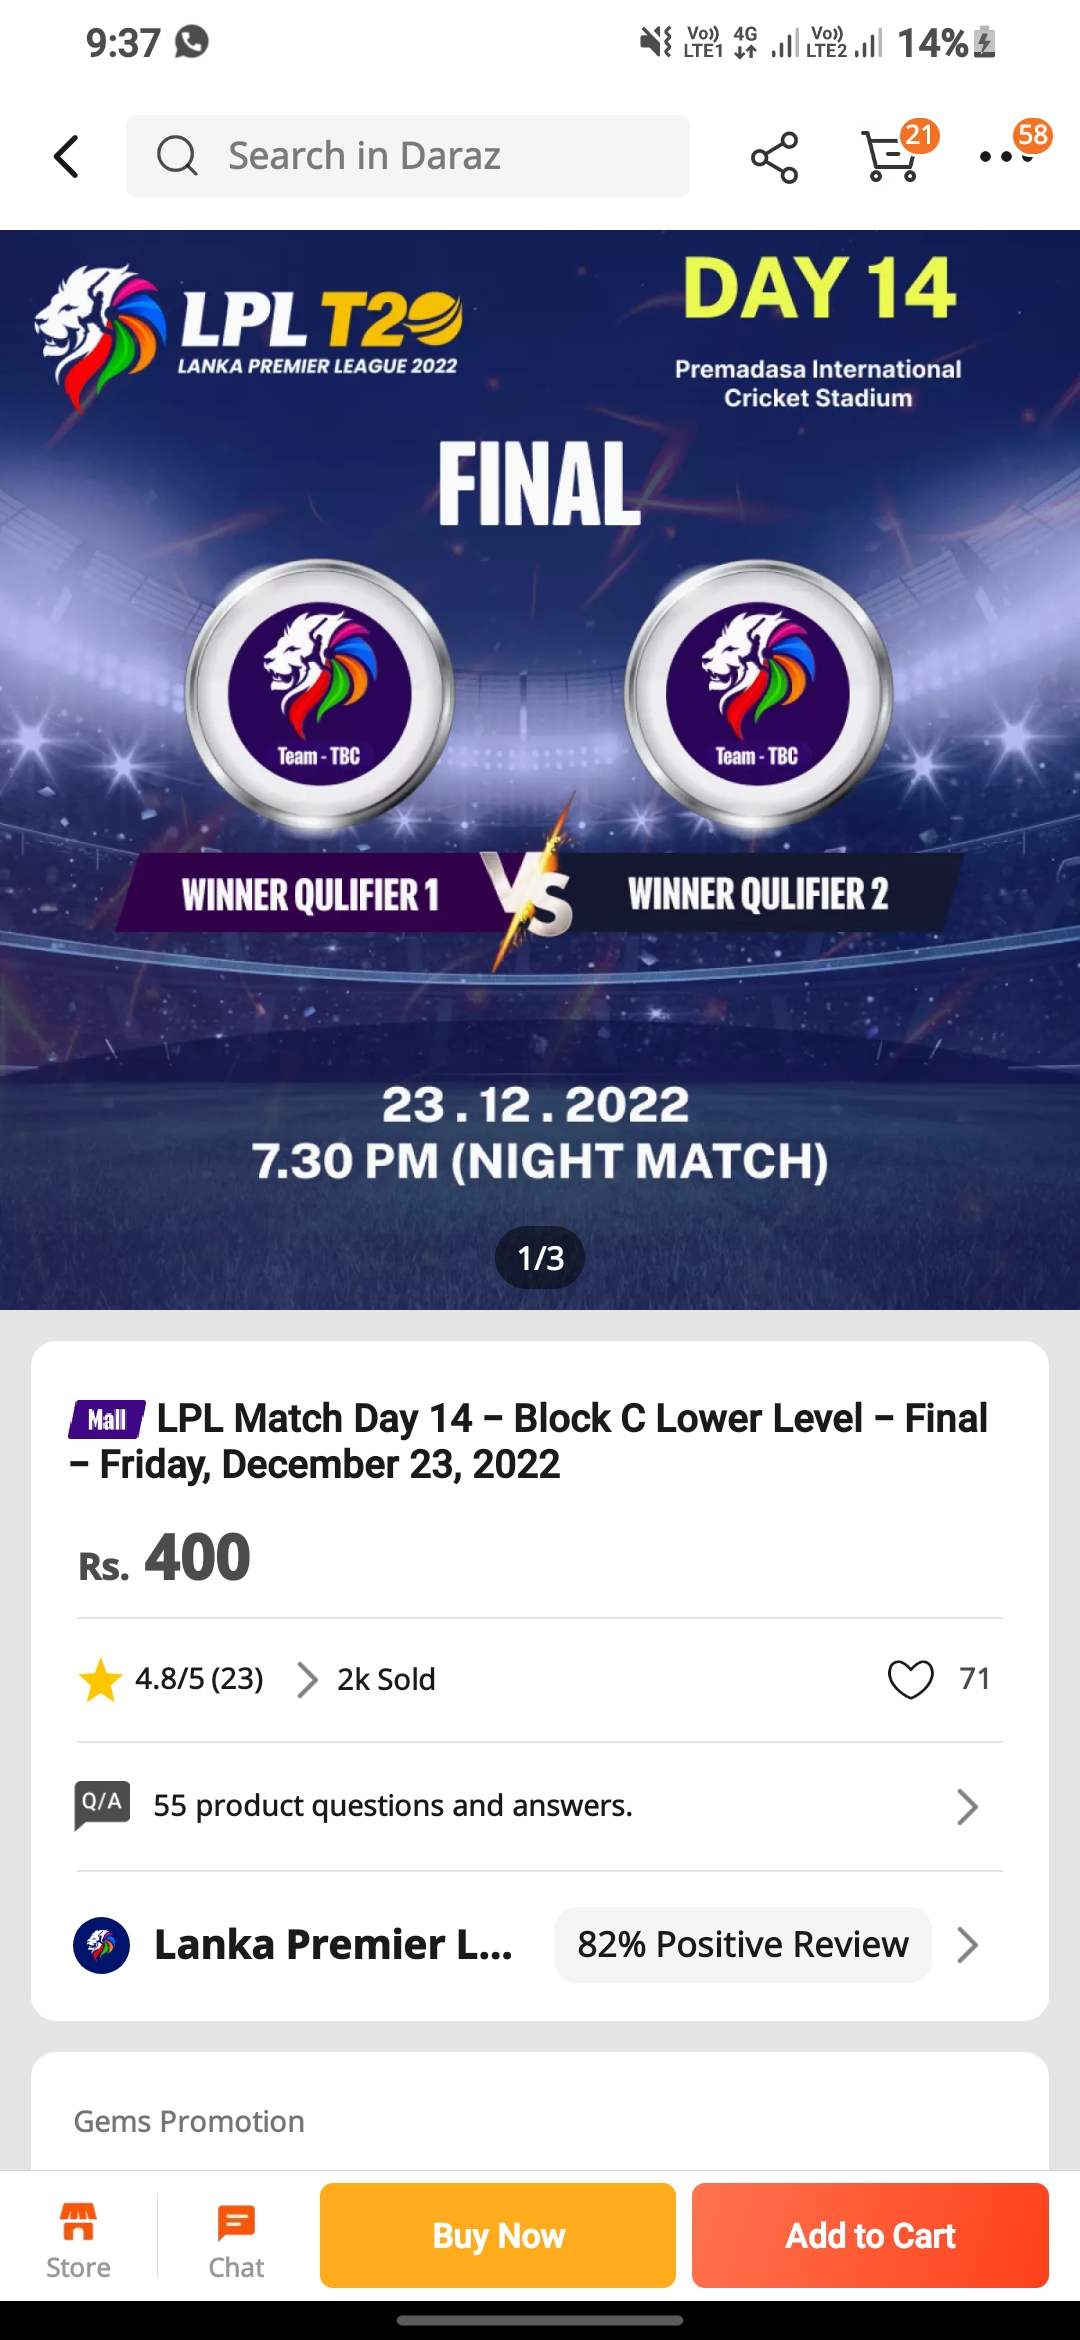 9:37
Vo)) LTE1 4G Vo)) LTE2 14%
Search in Daraz
21
58
LPL T20
LANKA PREMIER LEAGUE 2022
DAY 14
Premadasa International
Cricket Stadium
FINAL
Team - TBC
Team - TBC
WINNER QULIFIER 1
VS
WINNER QULIFIER 2
23.12.2022
7.30 PM (NIGHT MATCH)
1/3
Mall LPL Match Day 14 – Block C Lower Level – Final
– Friday, December 23, 2022
Rs. 400
4.8/5 (23)
2k Sold
71
Q/A
55 product questions and answers.
Lanka Premier L...
82% Positive Review
Gems Promotion
Store
Chat
Buy Now
Add to Cart